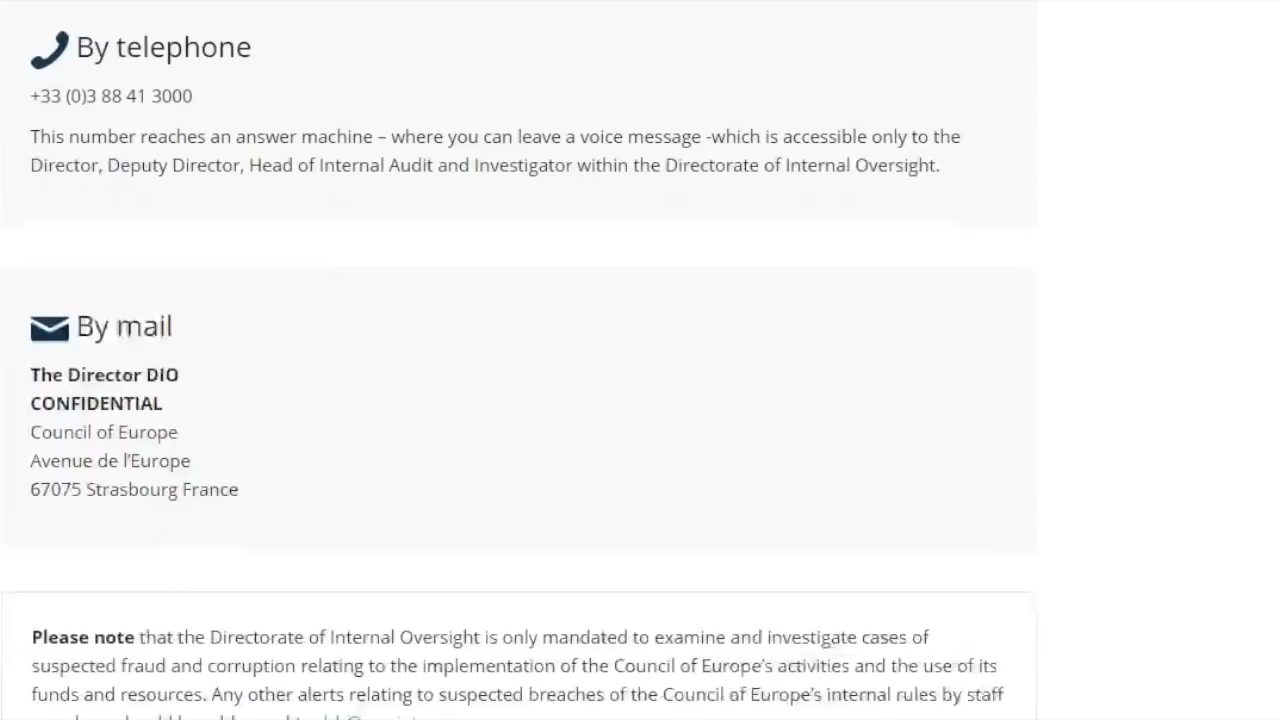 By telephone
+33 (0)3 88 41 3000
This number reaches an answer machine – where you can leave a voice message -which is accessible only to the
Director, Deputy Director, Head of Internal Audit and Investigator within the Directorate of Internal Oversight.
By mail
The Director DIO
CONFIDENTIAL
Council of Europe
Avenue de l'Europe
67075 Strasbourg France
Please note that the Directorate of Internal Oversight is only mandated to examine and investigate cases of
suspected fraud and corruption relating to the implementation of the Council of Europe's activities and the use of its
funds and resources. Any other alerts relating to suspected breaches of the Council of Europe's internal rules by staff